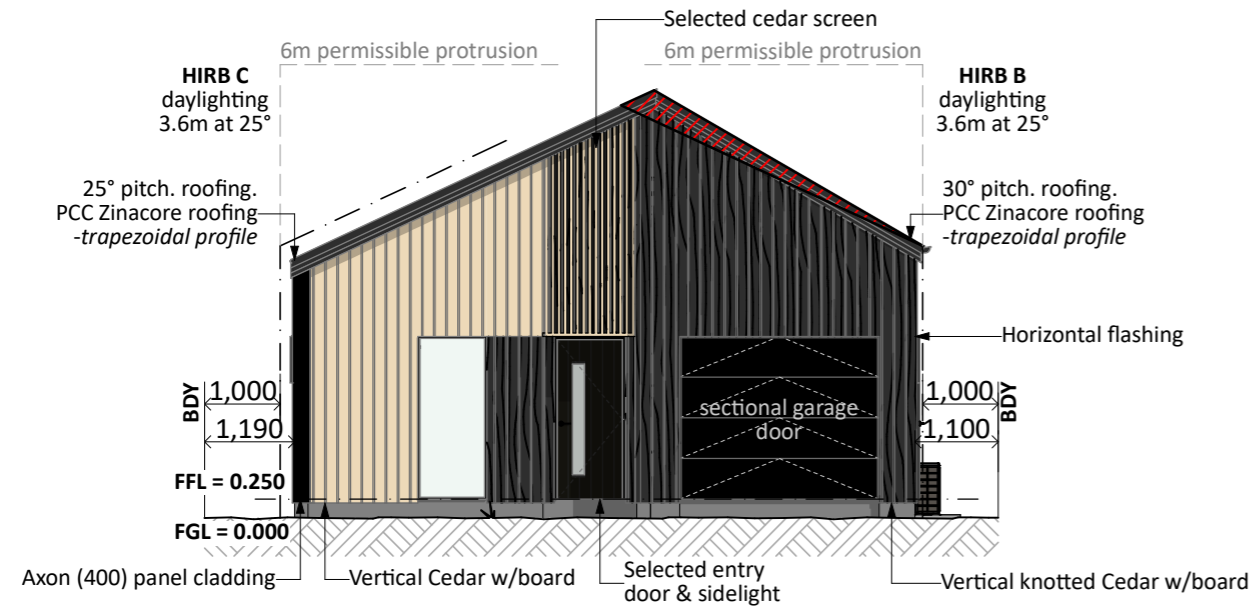 Selected cedar screen
6m permissible protrusion
6m permissible protrusion
HIRB C
daylighting
3.6m at 25°
HIRB B
daylighting
3.6m at 25°
25° pitch. roofing.
PCC Zinacore roofing
-trapezoidal profile
30° pitch. roofing.
PCC Zinacore roofing
-trapezoidal profile
Horizontal flashing
BDY
1,000
1,190
sectional garage
door
1,000
BDY
1,100
FFL = 0.250
FGL = 0.000
Axon (400) panel cladding
Vertical Cedar w/board
Selected entry
door & sidelight
Vertical knotted Cedar w/board